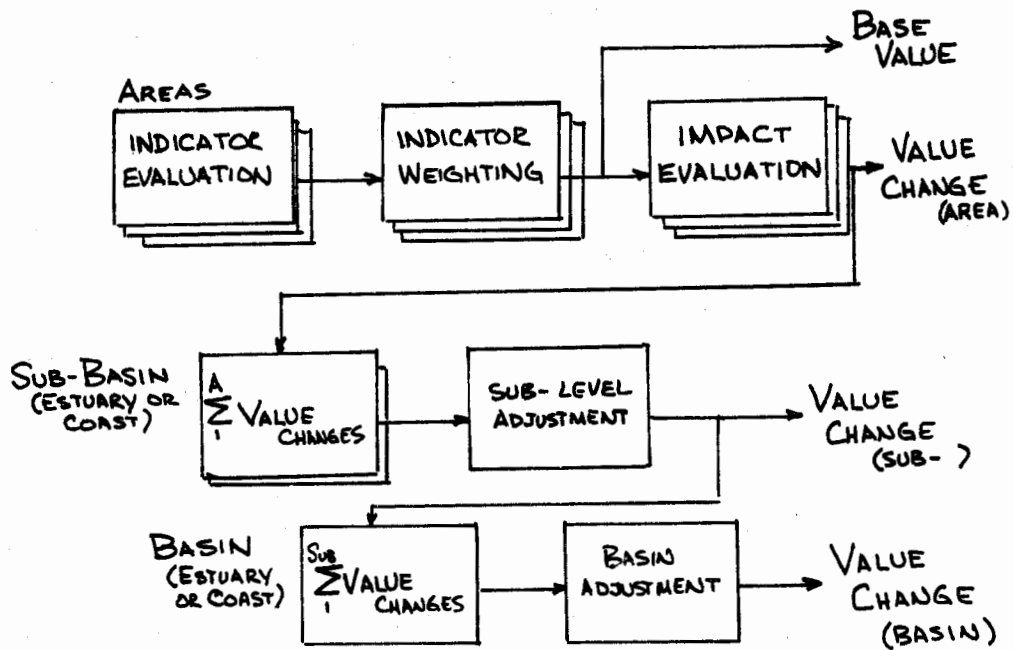 BASE
VALUE
AREAS
INDICATOR
EVALUATION
INDICATOR
WEIGHTING
IMPACT
EVALUATION
VALUE
CHANGE
(AREA)
SUB-BASIN
(ESTUARY OR
COAST)
A
∑ VALUE
1 CHANGES
SUB-LEVEL
ADJUSTMENT
VALUE
CHANGE
(SUB- )
BASIN
(ESTUARY
OR COAST)
SUB
∑ VALUE
1 CHANGES
BASIN
ADJUSTMENT
VALUE
CHANGE
(BASIN)